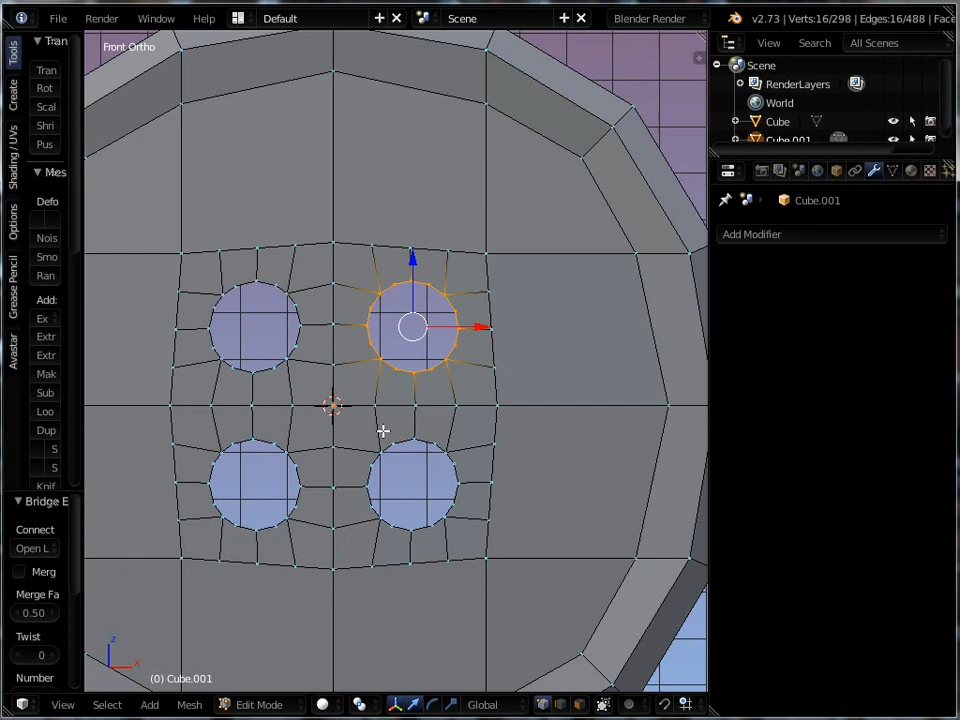 File Render Window Help Default Scene Blender Render v2.73 | Verts:16/298 | Edges:16/488 | Fac
Front Ortho
View Search All Scenes
Scene
RenderLayers
World
Cube
Cube.001
Cube.001
Add Modifier
Tools
Create
Shading / UVs
Options
Grease Pencil
Avastar
Tran
Tran
Rot
Scal
Shri
Pus
Mes
Defo
Nois
Smo
Ran
Add:
Ex
Extr
Extr
Mak
Sub
Loo
Dup
S
S
Knif
Bridge E
Connect
Open L
Merg
Merge Fa
0.50
Twist
0
Number
z
x
(0) Cube.001
View Select Add Mesh Edit Mode Global